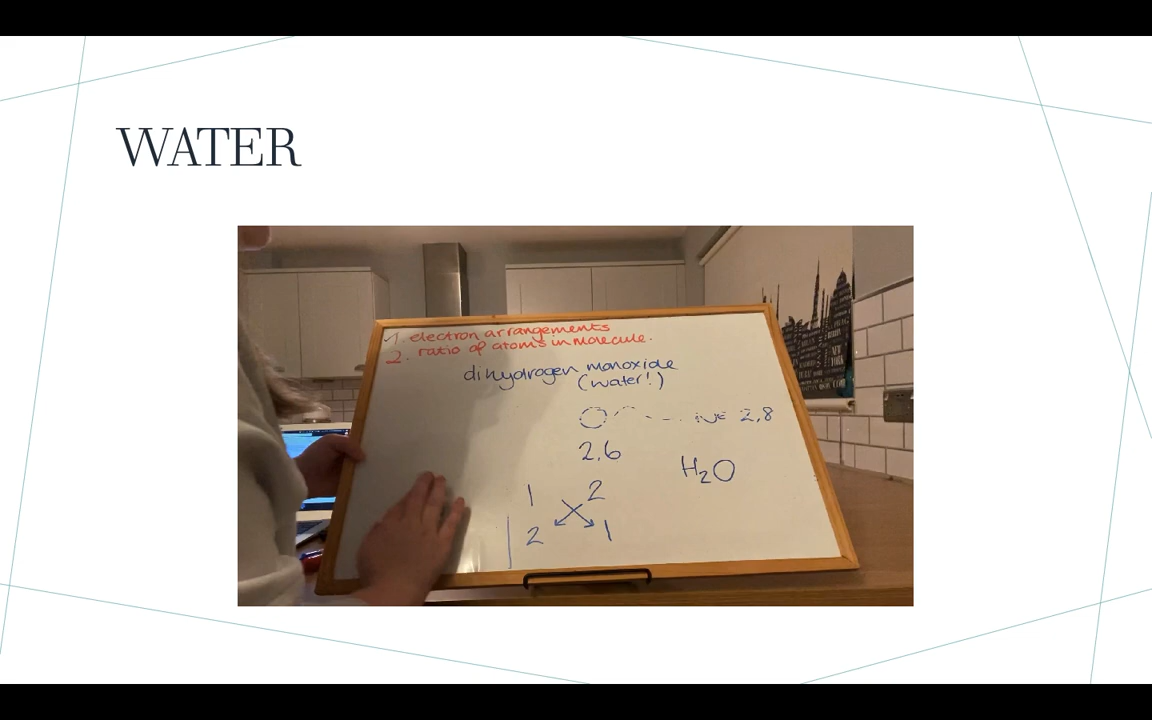 WATER
1. electron arrangements
2. ratio of atoms in molecule.
dihydrogen monoxide
(water!)
2,8
2,6
H₂O
1 2
2 1